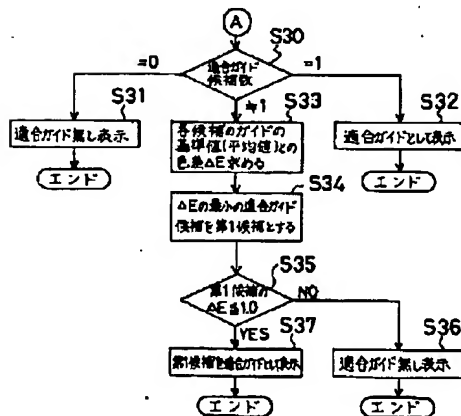 A
S30
適合ガイド
候補数
=0
=1
≒1
S31
S33
S32
適合ガイド無し表示
各候補のガイドの
基準値(平均値)との
色差ΔE求める
適合ガイドとして表示
エンド
エンド
S34
ΔEの最小の適合ガイド
候補を第1候補とする
S35
第1候補の
ΔE≦1.0
NO
YES
S37
S36
第1候補を適合ガイドとして表示
適合ガイド無し表示
エンド
エンド